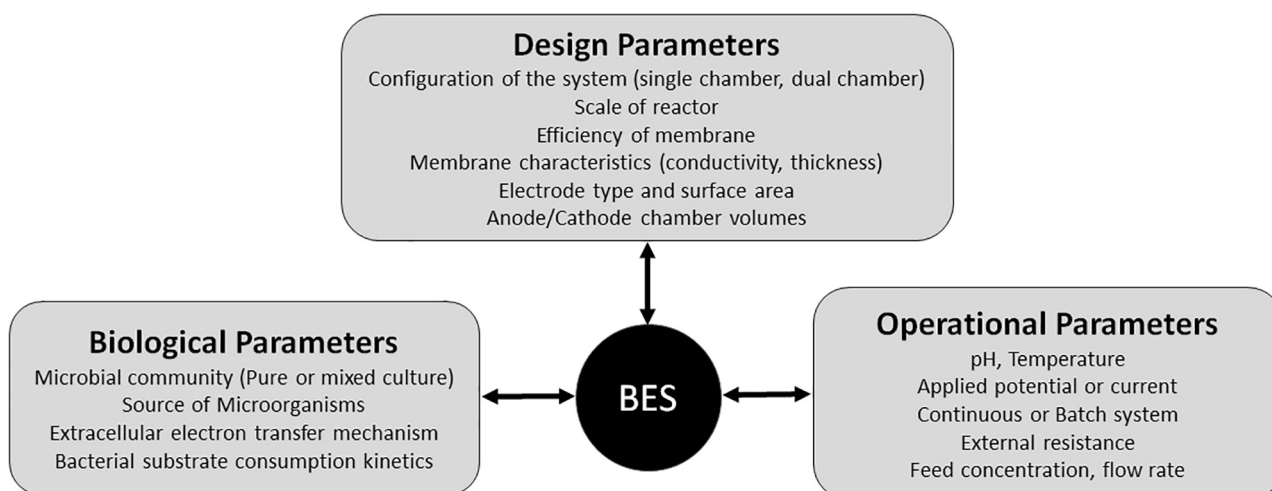 Design Parameters
Configuration of the system (single chamber, dual chamber)
Scale of reactor
Efficiency of membrane
Membrane characteristics (conductivity, thickness)
Electrode type and surface area
Anode/Cathode chamber volumes
Biological Parameters
Microbial community (Pure or mixed culture)
Source of Microorganisms
Extracellular electron transfer mechanism
Bacterial substrate consumption kinetics
BES
Operational Parameters
pH, Temperature
Applied potential or current
Continuous or Batch system
External resistance
Feed concentration, flow rate